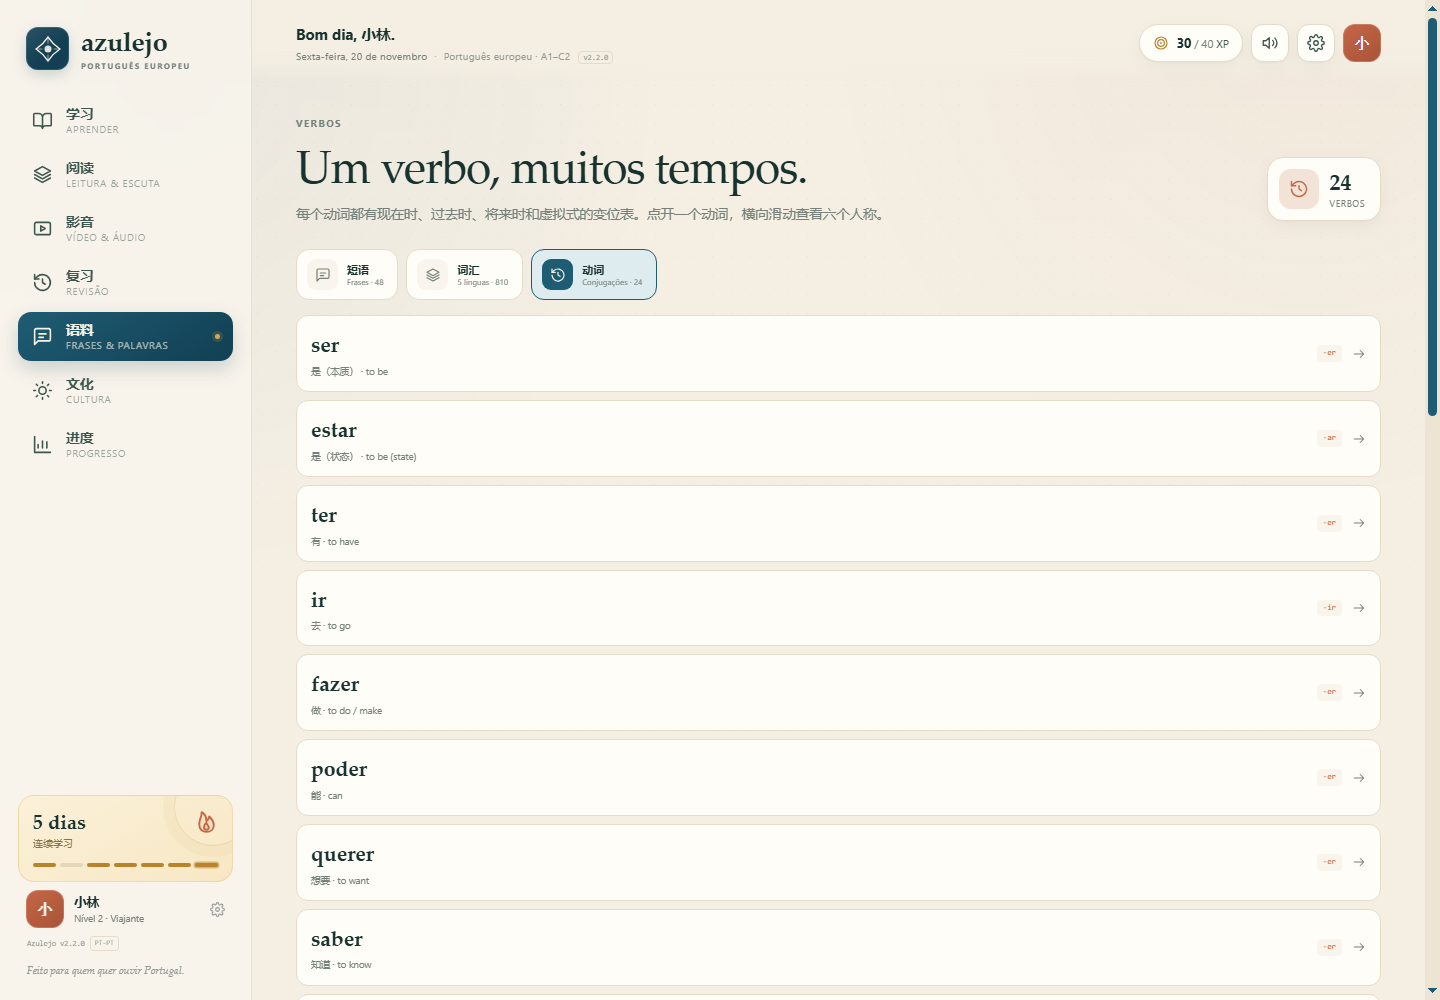 azulejo
PORTUGUÊS EUROPEU
学习
APRENDER
阅读
LEITURA & ESCUTA
影音
VÍDEO & ÁUDIO
复习
REVISÃO
语料
FRASES & PALAVRAS
文化
CULTURA
进度
PROGRESSO
5 dias
连续学习
小
小林
Nível 2 · Viajante
Azulejo v2.2.0 PT-PT
Feito para quem quer ouvir Portugal.
Bom dia, 小林.
Sexta-feira, 20 de novembro · Português europeu · A1–C2 v2.2.0
30 / 40 XP
小
VERBOS
Um verbo, muitos tempos.
每个动词都有现在时、过去时、将来时和虚拟式的变位表。点开一个动词，横向滑动查看六个人称。
24
VERBOS
短语
Frases · 48
词汇
5 línguas · 810
动词
Conjugações · 24
ser
是（本质） · to be
-er
estar
是（状态） · to be (state)
-ar
ter
有 · to have
-er
ir
去 · to go
-ir
fazer
做 · to do / make
-er
poder
能 · can
-er
querer
想要 · to want
-er
saber
知道 · to know
-er